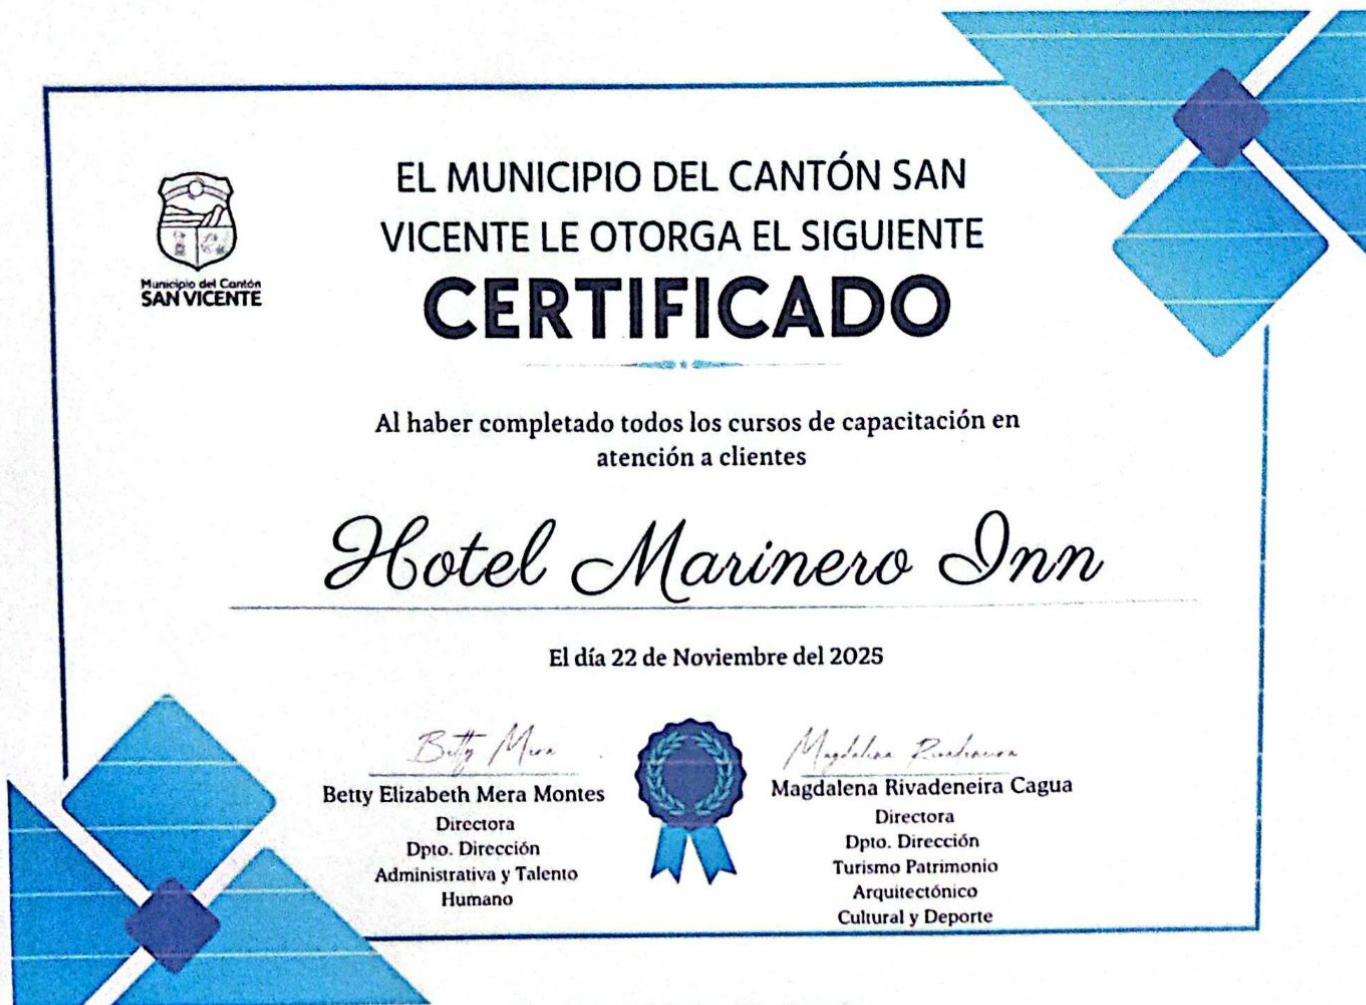 Municipio del Cantón
SAN VICENTE
EL MUNICIPIO DEL CANTÓN SAN
VICENTE LE OTORGA EL SIGUIENTE
CERTIFICADO
Al haber completado todos los cursos de capacitación en
atención a clientes
Hotel Marinero Inn
El día 22 de Noviembre del 2025
Betty Mera
Betty Elizabeth Mera Montes
Directora
Dpto. Dirección
Administrativa y Talento
Humano
Magdalena Rivadeneira
Magdalena Rivadeneira Cagua
Directora
Dpto. Dirección
Turismo Patrimonio
Arquitectónico
Cultural y Deporte